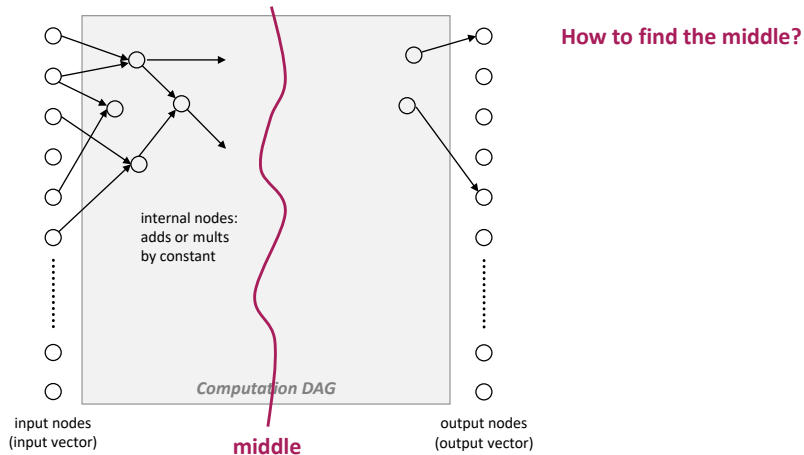 How to find the middle?
internal nodes:
adds or mults
by constant
Computation DAG
input nodes
(input vector)
middle
output nodes
(output vector)